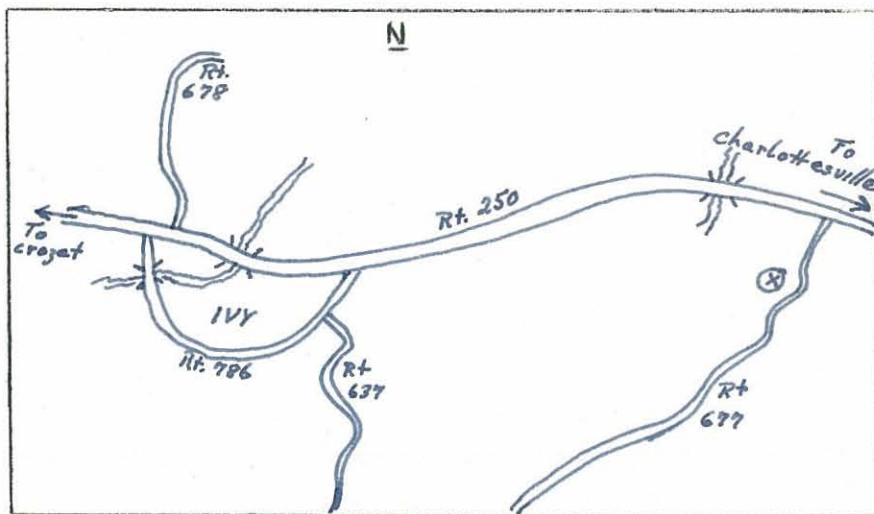 N
Rt.
678
To
Charlottesville
To
Crozet
Rt. 250
IVY
Rt. 786
Rt
637
X
Rt
677